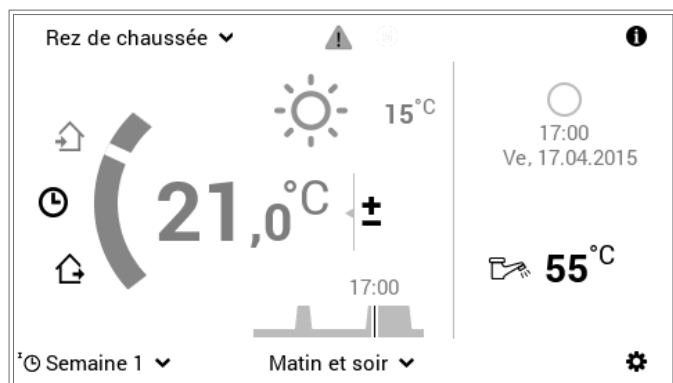 Rez de chaussée
15°C
17:00
Ve, 17.04.2015
21,0°C
±
55°C
17:00
Semaine 1
Matin et soir